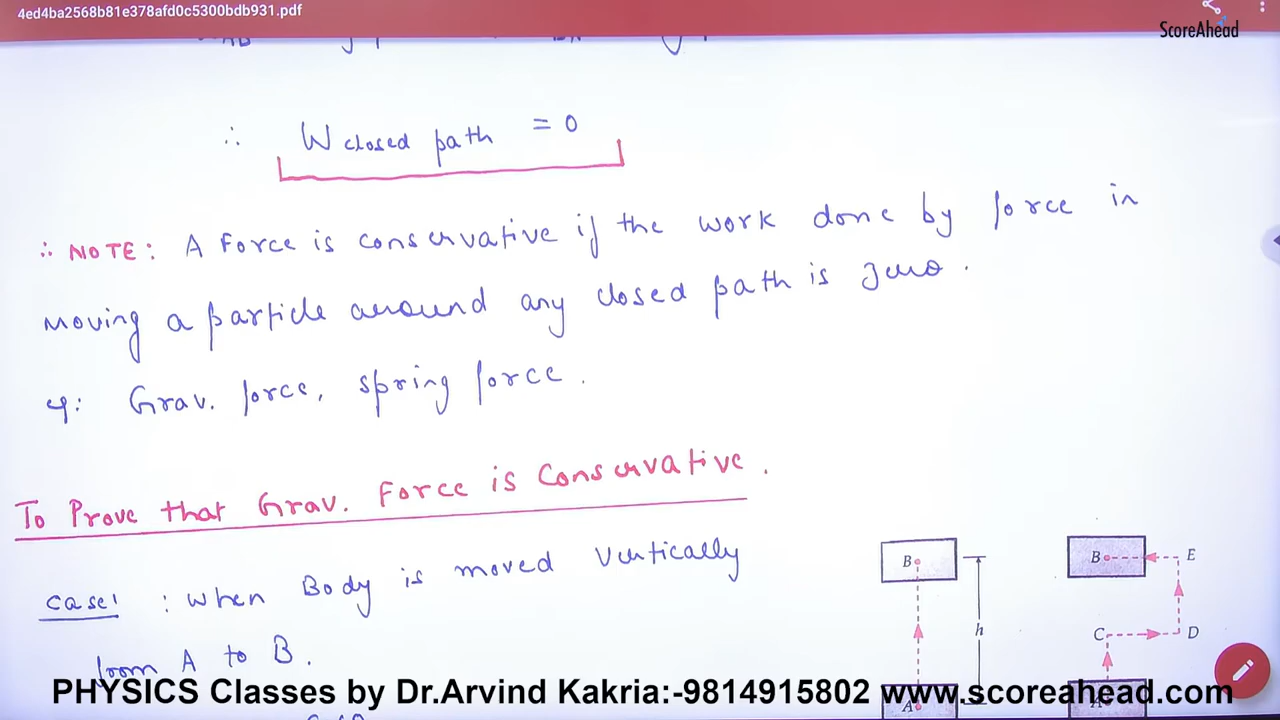 4ed4ba2568b81e378afd0c5300bdb931.pdf
ScoreAhead
∴ W closed path = 0
∴ NOTE: A Force is conservative if the work done by force in
moving a particle around any closed path is zero.
eg: Grav. force, spring force.
To Prove that Grav. Force is Conservative.
Case 1 : When Body is moved vertically
from A to B.
B
h
A
B E
C D
A
PHYSICS Classes by Dr.Arvind Kakria:-9814915802 www.scoreahead.com